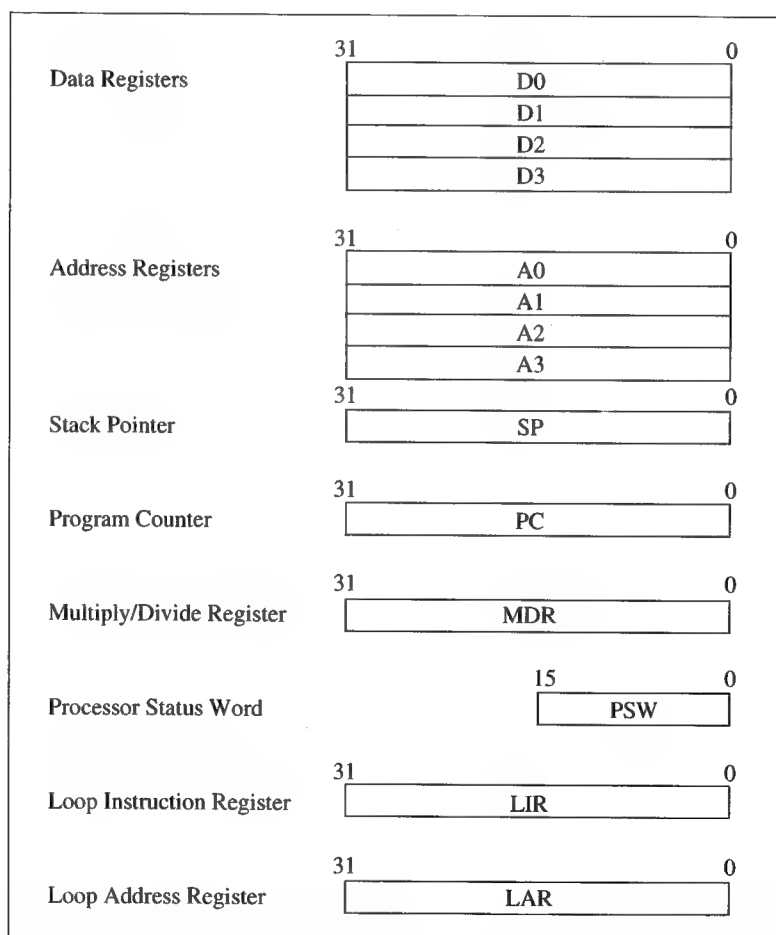 31 0
Data Registers D0
D1
D2
D3
31 0
Address Registers A0
A1
A2
A3
31 0
Stack Pointer SP
31 0
Program Counter PC
31 0
Multiply/Divide Register MDR
15 0
Processor Status Word PSW
31 0
Loop Instruction Register LIR
31 0
Loop Address Register LAR